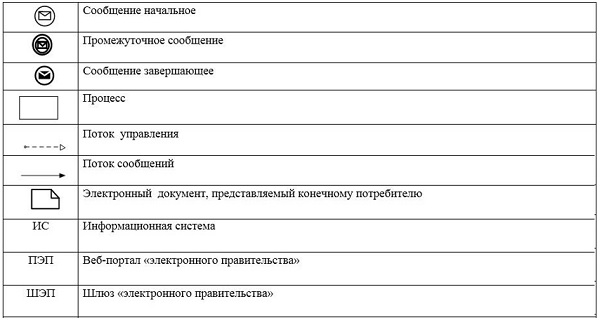 Сообщение начальное
Промежуточное сообщение
Сообщение завершающее
Процесс
Поток управления
Поток сообщений
Электронный документ, представляемый конечному потребителю
ИС Информационная система
ПЭП Веб-портал «электронного правительства»
ШЭП Шлюз «электронного правительства»